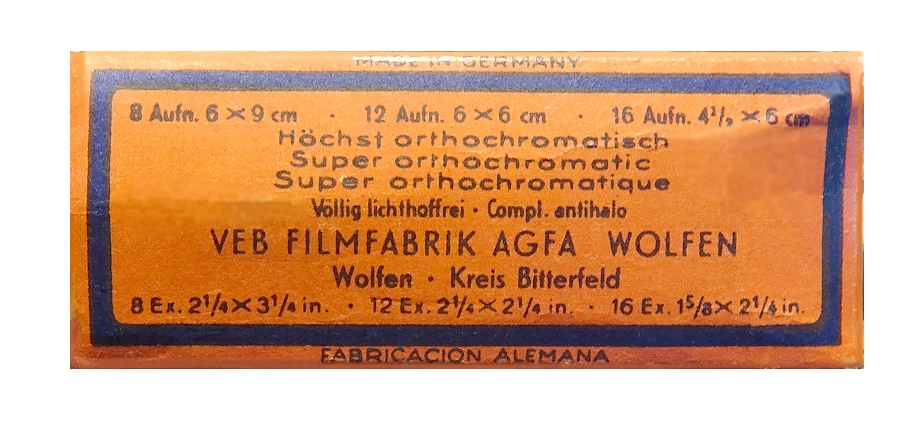 MADE IN GERMANY
8 Aufn. 6 × 9 cm · 12 Aufn. 6 × 6 cm · 16 Aufn. 4¹/₂ × 6 cm
Höchst orthochromatisch
Super orthochromatic
Super orthochromatique
Völlig lichthoffrei · Compl. antihalo
VEB FILMFABRIK AGFA WOLFEN
Wolfen · Kreis Bitterfeld
8 Ex. 2¹/₄ × 3¹/₄ in. · 12 Ex. 2¹/₄ × 2¹/₄ in. · 16 Ex. 1⁵/₈ × 2¹/₄ in.
FABRICACION ALEMANA